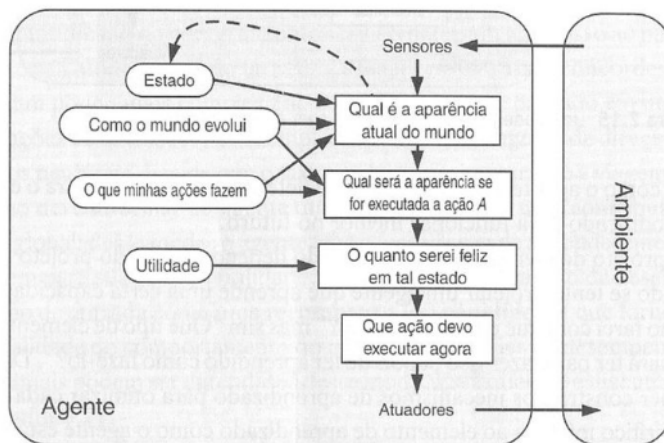 Sensores
Estado
Qual é a aparência
atual do mundo
Como o mundo evolui
Qual será a aparência se
for executada a ação A
O que minhas ações fazem
Utilidade
O quanto serei feliz
em tal estado
Que ação devo
executar agora
Agente
Atuadores
Ambiente